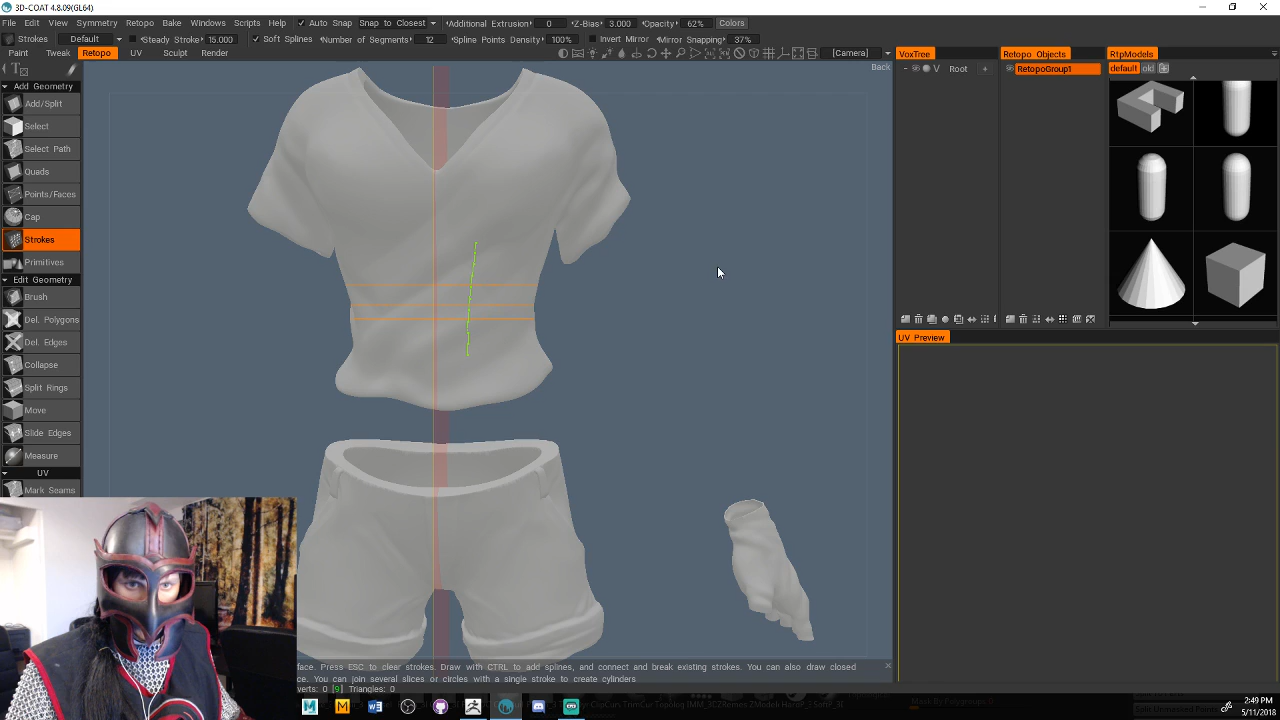 3D-COAT 4.8.09(GL64)
File Edit View Symmetry Retopo Bake Windows Scripts Help Auto Snap Snap to Closest Additional Extrusion: 0 Z-Bias: 3.000 Opacity: 62% Colors
Strokes Default Steady Stroke: 15.000 Soft Splines Number of Segments: 12 Spline Points Density: 100% Invert Mirror Mirror Snapping: 37%
Paint Tweak Retopo UV Sculpt Render [Camera] VoxTree Retopo Objects RtpModels
Back
V Root + RetopoGroup1 default old
Add Geometry
Add/Split
Select
Select Path
Quads
Points/Faces
Cap
Strokes
Primitives
Edit Geometry
Brush
Del. Polygons
Del. Edges
Collapse
Split Rings
Move
Slide Edges
Measure
UV
Mark Seams
UV Preview
face. Press ESC to clear strokes. Draw with CTRL to add splines, and connect and break existing strokes. You can also draw closed
ce. You can join several slices or circles with a single stroke to create cylinders
verts: 0 [9] Triangles: 0
2:49 PM
5/11/2018